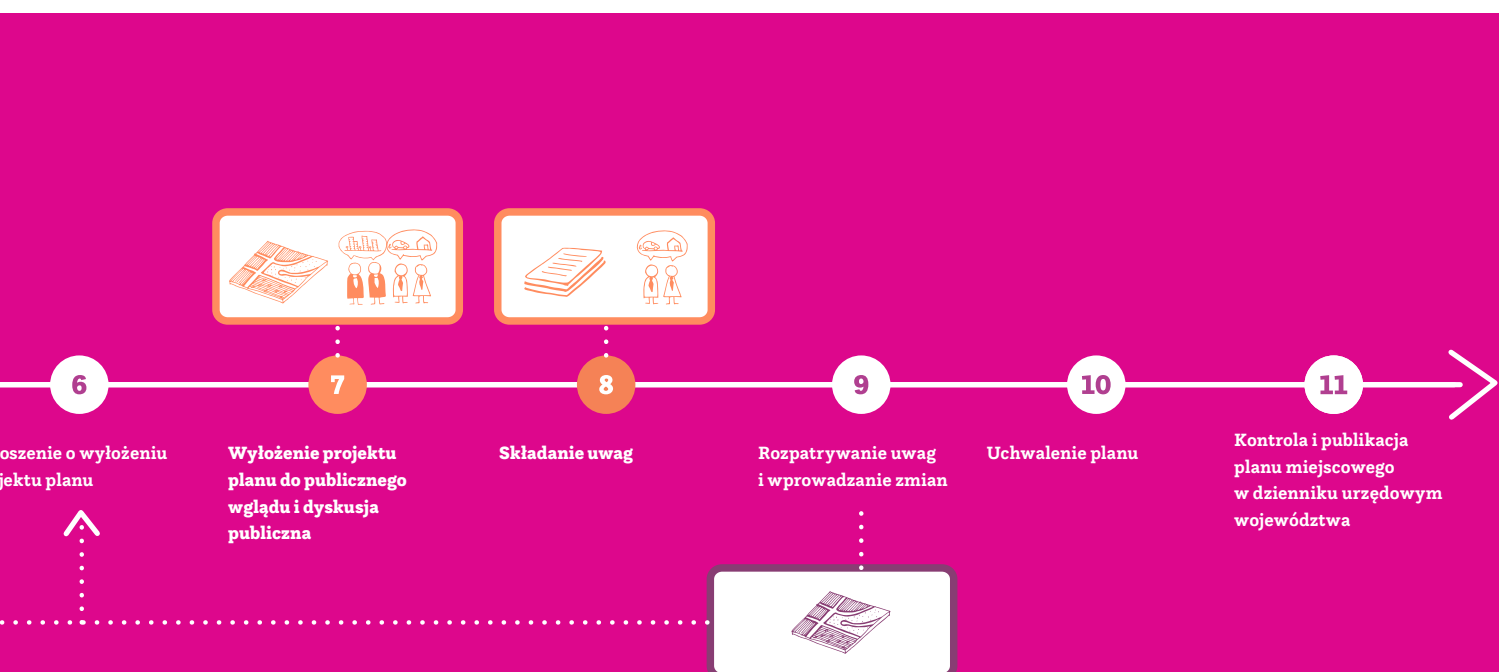 6
7
8
9
10
11
oszenie o wyłożeniu
jektu planu
Wyłożenie projektu
planu do publicznego
wglądu i dyskusja
publiczna
Składanie uwag
Rozpatrywanie uwag
i wprowadzanie zmian
Uchwalenie planu
Kontrola i publikacja
planu miejscowego
w dzienniku urzędowym
województwa